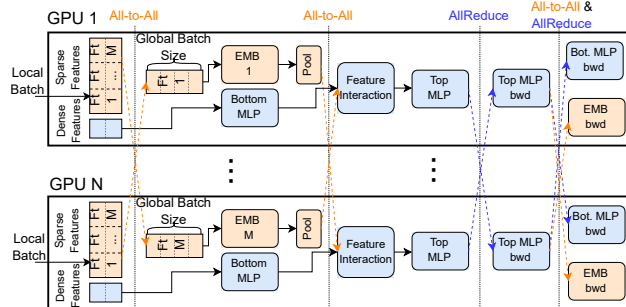 All-to-All
All-to-All
AllReduce
All-to-All &
AllReduce
GPU 1
Local
Batch
Sparse
Features
Dense
Features
Ft M
Ft ...
Ft 1
Global Batch
Size
Ft 1
EMB
1
Pool
Bottom
MLP
Feature
Interaction
Top
MLP
Top MLP
bwd
Bot. MLP
bwd
EMB
bwd
GPU N
Local
Batch
Sparse
Features
Dense
Features
Ft M
Ft ...
Ft 1
Global Batch
Size
Ft M
EMB
M
Pool
Bottom
MLP
Feature
Interaction
Top
MLP
Top MLP
bwd
Bot. MLP
bwd
EMB
bwd